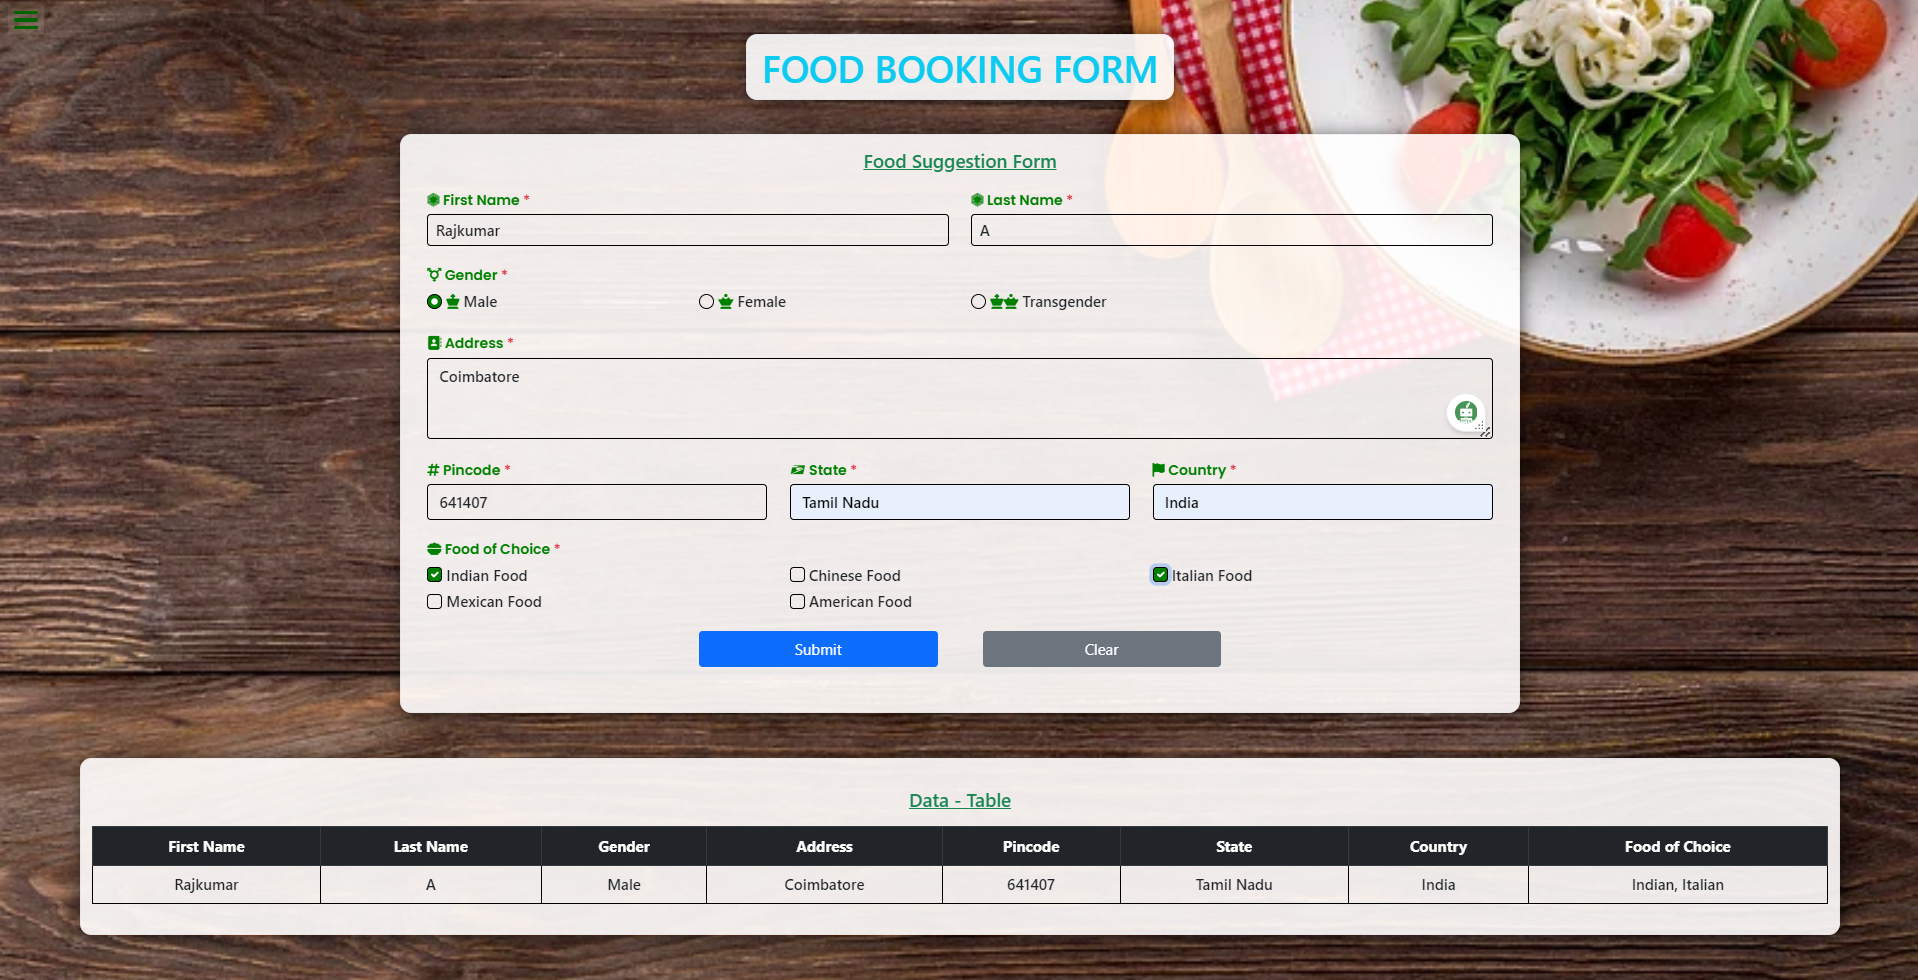 FOOD BOOKING FORM
Food Suggestion Form
First Name * Last Name *
Rajkumar A
Gender *
Male Female Transgender
Address *
Coimbatore
# Pincode * State * Country *
641407 Tamil Nadu India
Food of Choice *
Indian Food Chinese Food Italian Food
Mexican Food American Food
Submit Clear
Data - Table
First Name Last Name Gender Address Pincode State Country Food of Choice
Rajkumar A Male Coimbatore 641407 Tamil Nadu India Indian, Italian